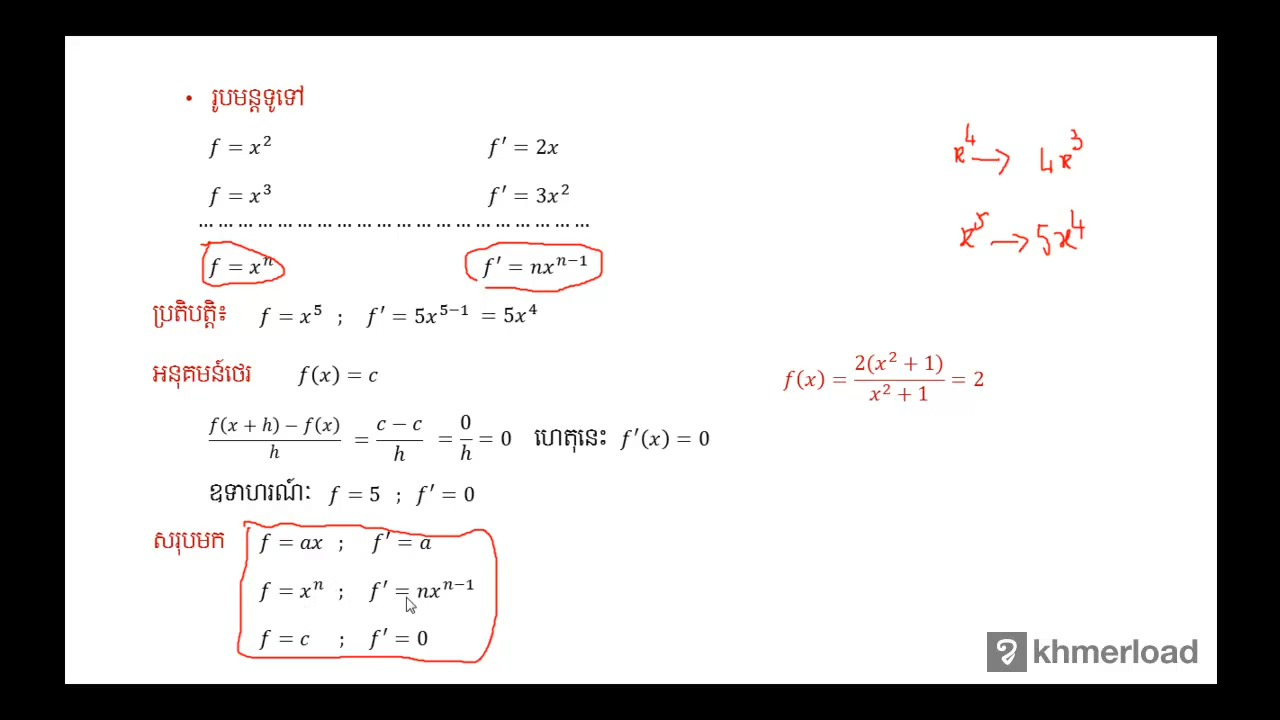 • រូបមន្តទូទៅ
f = x² f′ = 2x
f = x³ f′ = 3x²
… … … … … … … … … … … … … … … … … … … …
f = xⁿ f′ = nxⁿ⁻¹
x⁴ → 4x³
x⁵ → 5x⁴
ប្រតិបត្តិ៖ f = x⁵ ; f′ = 5x⁵⁻¹ = 5x⁴
អនុគមន៍ថេរ f(x) = c
f(x) = 2(x² + 1) / x² + 1 = 2
f(x + h) − f(x) / h = c − c / h = 0 / h = 0 ហេតុនេះ f′(x) = 0
ឧទាហរណ៍ៈ f = 5 ; f′ = 0
សរុបមក f = ax ; f′ = a
f = xⁿ ; f′ = nxⁿ⁻¹
f = c ; f′ = 0
khmerload